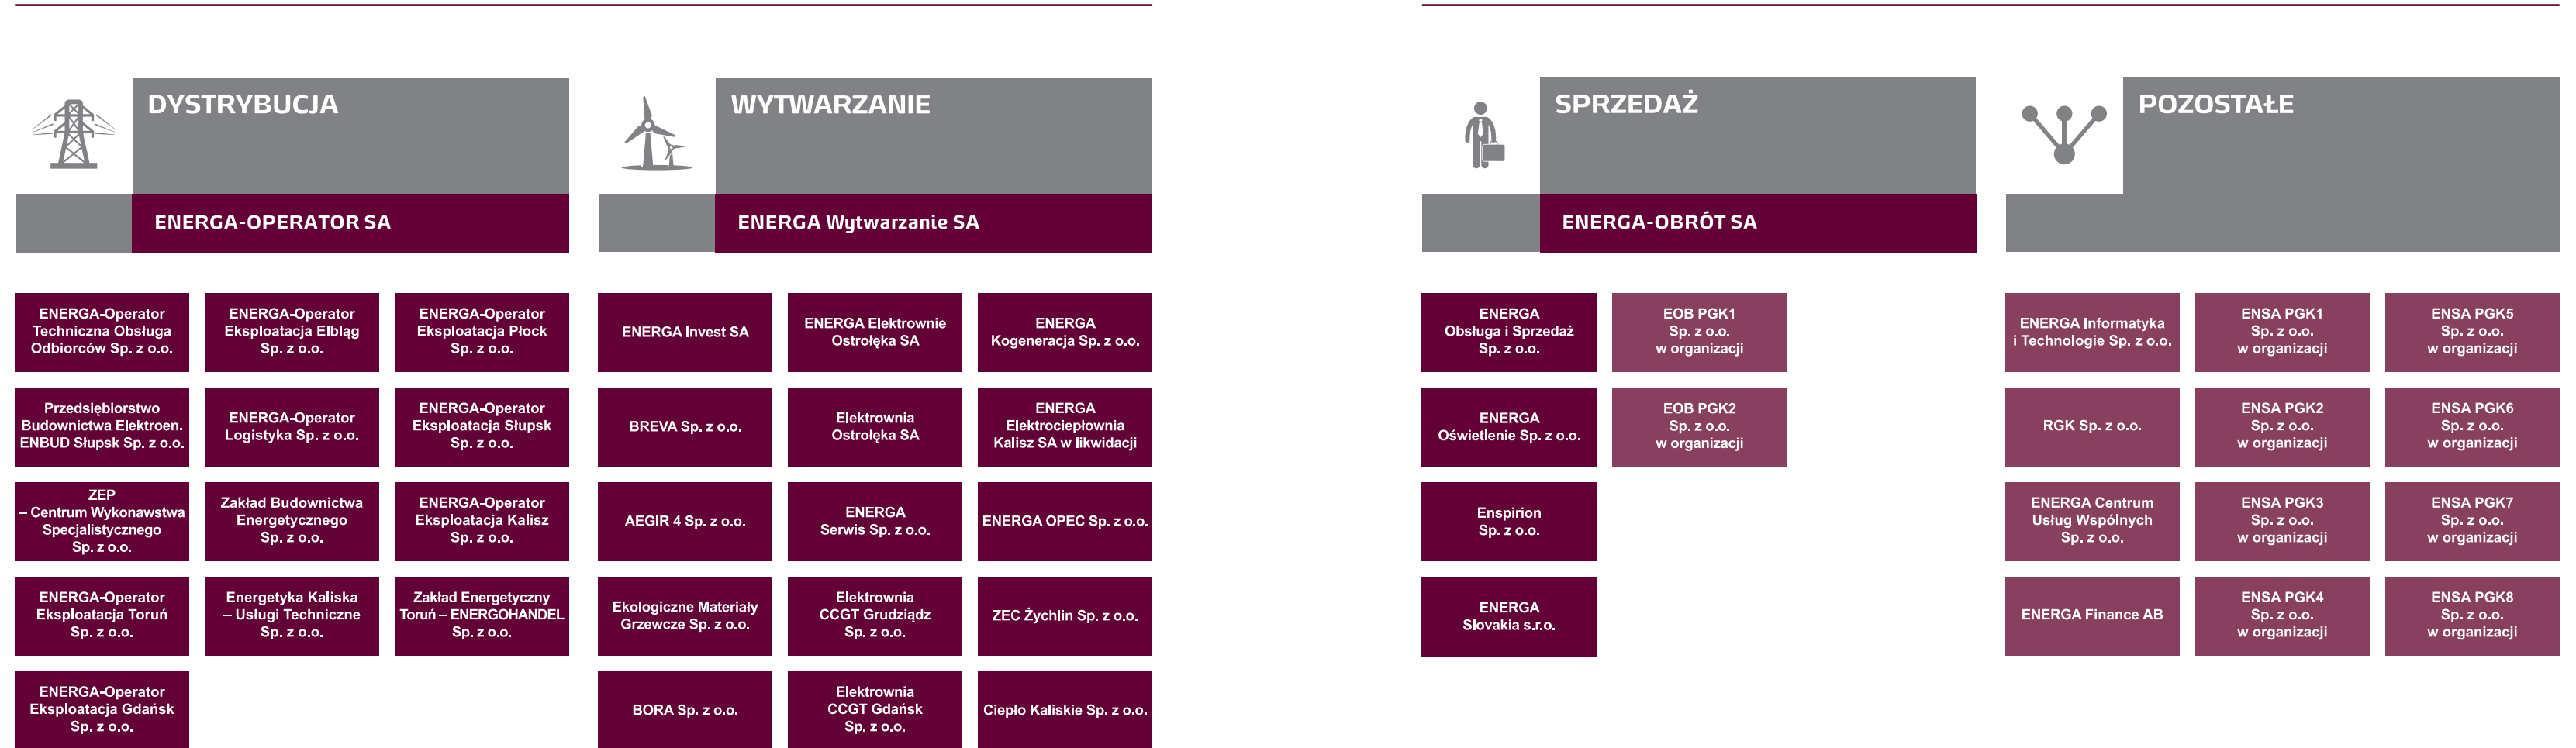 DYSTRYBUCJA
ENERGA-OPERATOR SA
ENERGA-Operator
Techniczna Obsługa
Odbiorców Sp. z o.o.
ENERGA-Operator
Eksploatacja Elbląg
Sp. z o.o.
ENERGA-Operator
Eksploatacja Płock
Sp. z o.o.
Przedsiębiorstwo
Budownictwa Elektroen.
ENBUD Słupsk Sp. z o.o.
ENERGA-Operator
Logistyka Sp. z o.o.
ENERGA-Operator
Eksploatacja Słupsk
Sp. z o.o.
ZEP
– Centrum Wykonawstwa
Specjalistycznego
Sp. z o.o.
Zakład Budownictwa
Energetycznego
Sp. z o.o.
ENERGA-Operator
Eksploatacja Kalisz
Sp. z o.o.
ENERGA-Operator
Eksploatacja Toruń
Sp. z o.o.
Energetyka Kaliska
– Usługi Techniczne
Sp. z o.o.
Zakład Energetyczny
Toruń – ENERGOHANDEL
Sp. z o.o.
ENERGA-Operator
Eksploatacja Gdańsk
Sp. z o.o.
WYTWARZANIE
ENERGA Wytwarzanie SA
ENERGA Invest SA
ENERGA Elektrownie
Ostrołęka SA
ENERGA
Kogeneracja Sp. z o.o.
BREVA Sp. z o.o.
Elektrownia
Ostrołęka SA
ENERGA
Elektrociepłownia
Kalisz SA w likwidacji
AEGIR 4 Sp. z o.o.
ENERGA
Serwis Sp. z o.o.
ENERGA OPEC Sp. z o.o.
Ekologiczne Materiały
Grzewcze Sp. z o.o.
Elektrownia
CCGT Grudziądz
Sp. z o.o.
ZEC Żychlin Sp. z o.o.
BORA Sp. z o.o.
Elektrownia
CCGT Gdańsk
Sp. z o.o.
Ciepło Kaliskie Sp. z o.o.
SPRZEDAŻ
ENERGA-OBRÓT SA
ENERGA
Obsługa i Sprzedaż
Sp. z o.o.
EOB PGK1
Sp. z o.o.
w organizacji
ENERGA
Oświetlenie Sp. z o.o.
EOB PGK2
Sp. z o.o.
w organizacji
Enspirion
Sp. z o.o.
ENERGA
Slovakia s.r.o.
POZOSTAŁE
ENERGA Informatyka
i Technologie Sp. z o.o.
ENSA PGK1
Sp. z o.o.
w organizacji
ENSA PGK5
Sp. z o.o.
w organizacji
RGK Sp. z o.o.
ENSA PGK2
Sp. z o.o.
w organizacji
ENSA PGK6
Sp. z o.o.
w organizacji
ENERGA Centrum
Usług Wspólnych
Sp. z o.o.
ENSA PGK3
Sp. z o.o.
w organizacji
ENSA PGK7
Sp. z o.o.
w organizacji
ENERGA Finance AB
ENSA PGK4
Sp. z o.o.
w organizacji
ENSA PGK8
Sp. z o.o.
w organizacji